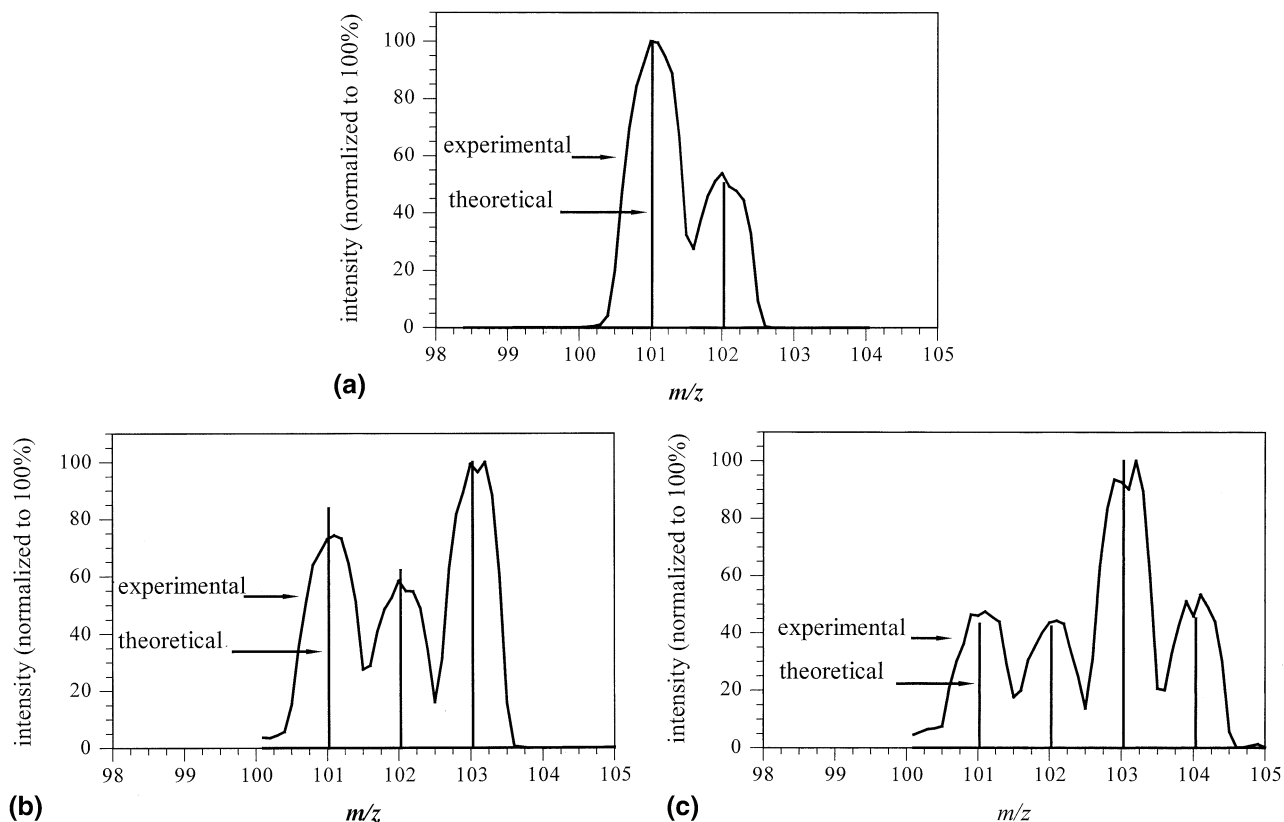 intensity (normalized to 100%)
100
80
60
40
20
0
experimental
theoretical
98 99 100 101 102 103 104 105
(a)
m/z
intensity (normalized to 100%)
100
80
60
40
20
0
experimental
theoretical
98 99 100 101 102 103 104 105
(b)
m/z
intensity (normalized to 100%)
100
80
60
40
20
0
experimental
theoretical
98 99 100 101 102 103 104 105
(c)
m/z